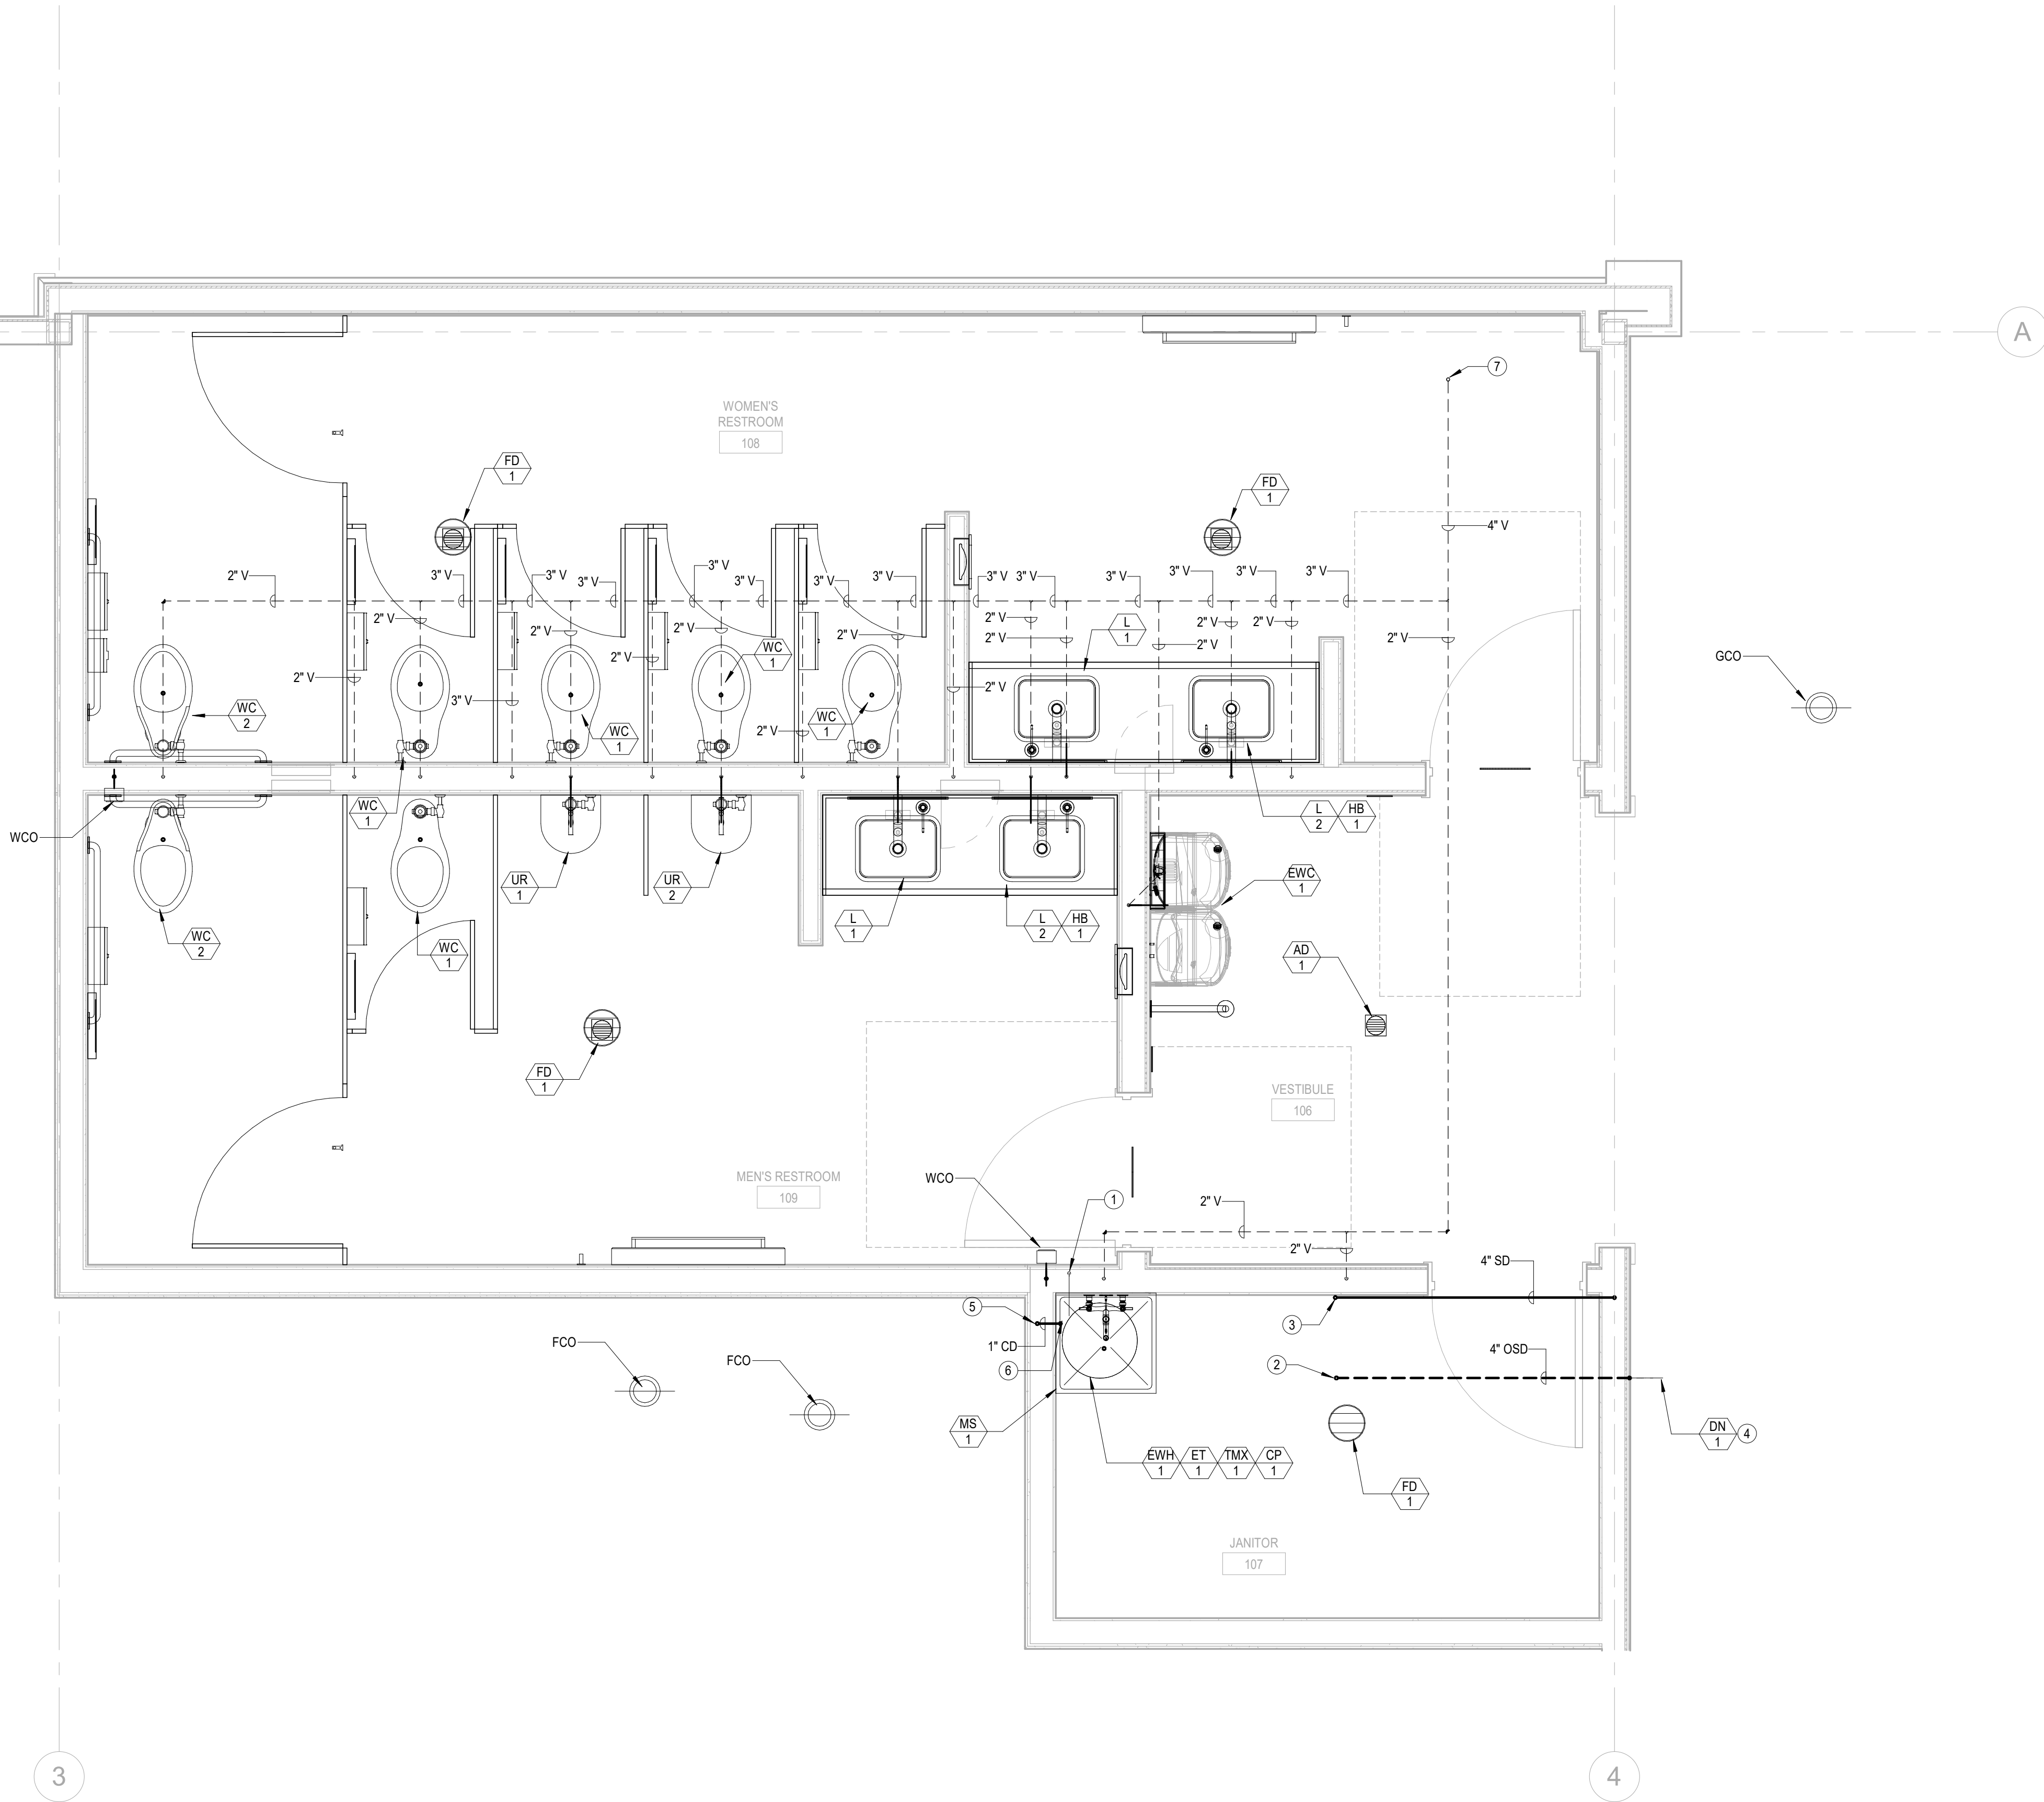 A
7
WOMEN'S
RESTROOM
108
FD
1
FD
1
4" V
2" V
3" V
3" V
3" V
3" V
3" V
3" V
3" V
3" V
3" V
3" V
3" V
3" V
3" V
2" V
2" V
2" V
2" V
2" V
2" V
2" V
2" V
2" V
2" V
2" V
2" V
2" V
3" V
2" V
2" V
L
1
WC
1
GCO
WC
2
WC
1
WC
1
WC
1
WCO
L
2
HB
1
UR
1
UR
2
EWC
1
L
1
L
2
HB
1
WC
2
WC
1
AD
1
FD
1
VESTIBULE
106
MEN'S RESTROOM
109
WCO
1
2" V
2" V
4" SD
5
3
1" CD
FCO
FCO
6
2
4" OSD
MS
1
DN
1
4
EWH
1
ET
1
TMX
1
CP
1
FD
1
JANITOR
107
3
4